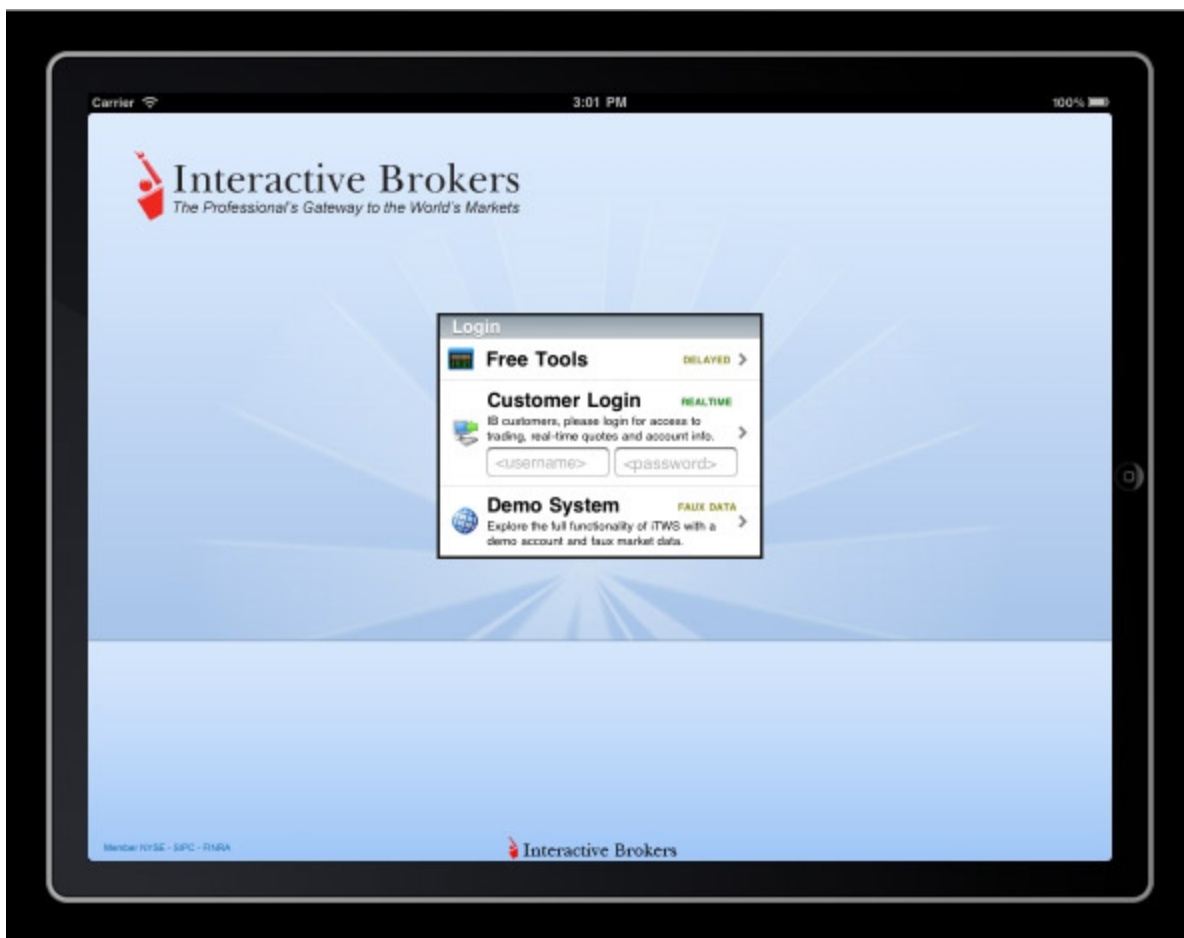 Carrier 3:01 PM 100%
Interactive Brokers
The Professional's Gateway to the World's Markets
Login
Free Tools DELAYED
Customer Login REALTIME
IB customers, please login for access to
trading, real-time quotes and account info.
<username> <password>
Demo System FAUX DATA
Explore the full functionality of iTWS with a
demo account and faux market data.
Member NYSE - SIPC - FINRA
Interactive Brokers